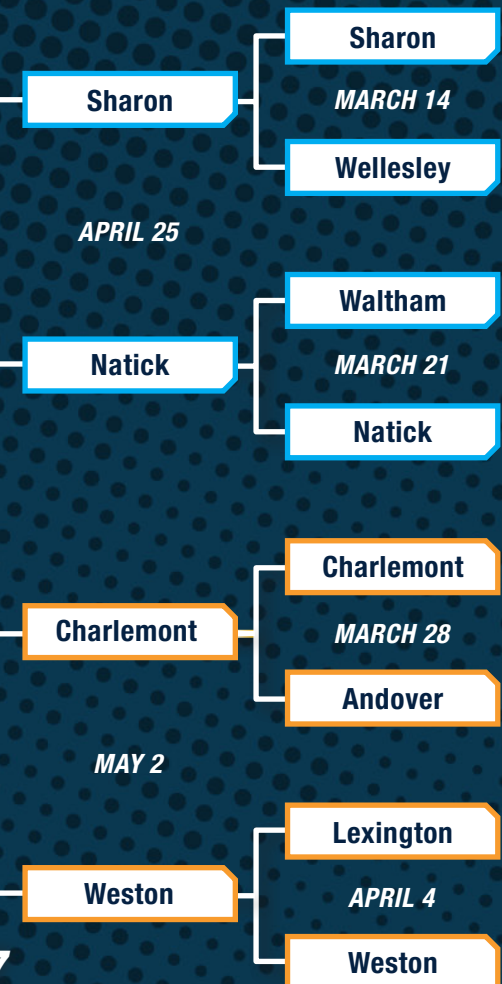 Sharon
MARCH 14
Sharon
Wellesley
APRIL 25
Waltham
MARCH 21
Natick
Natick
Charlemont
MARCH 28
Charlemont
Andover
MAY 2
Lexington
APRIL 4
Weston
Weston